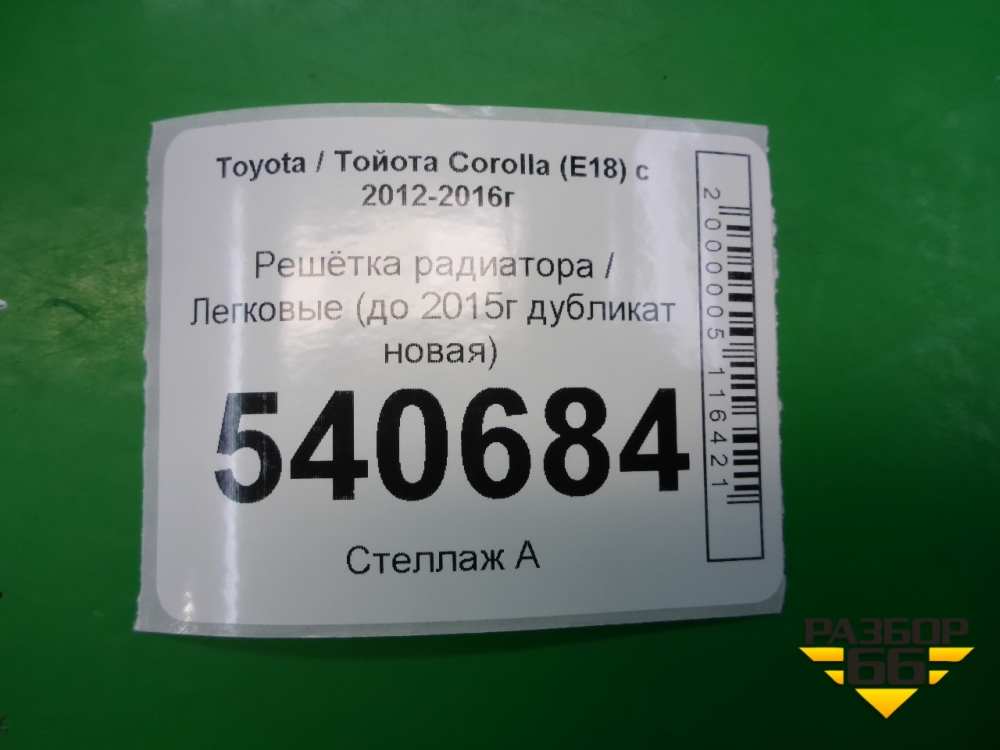 Toyota / Тойота Corolla (E18) с
2012-2016г
Решётка радиатора /
Легковые (до 2015г дубликат
новая)
540684
Стеллаж А
2000005116421
РАЗБОР
66